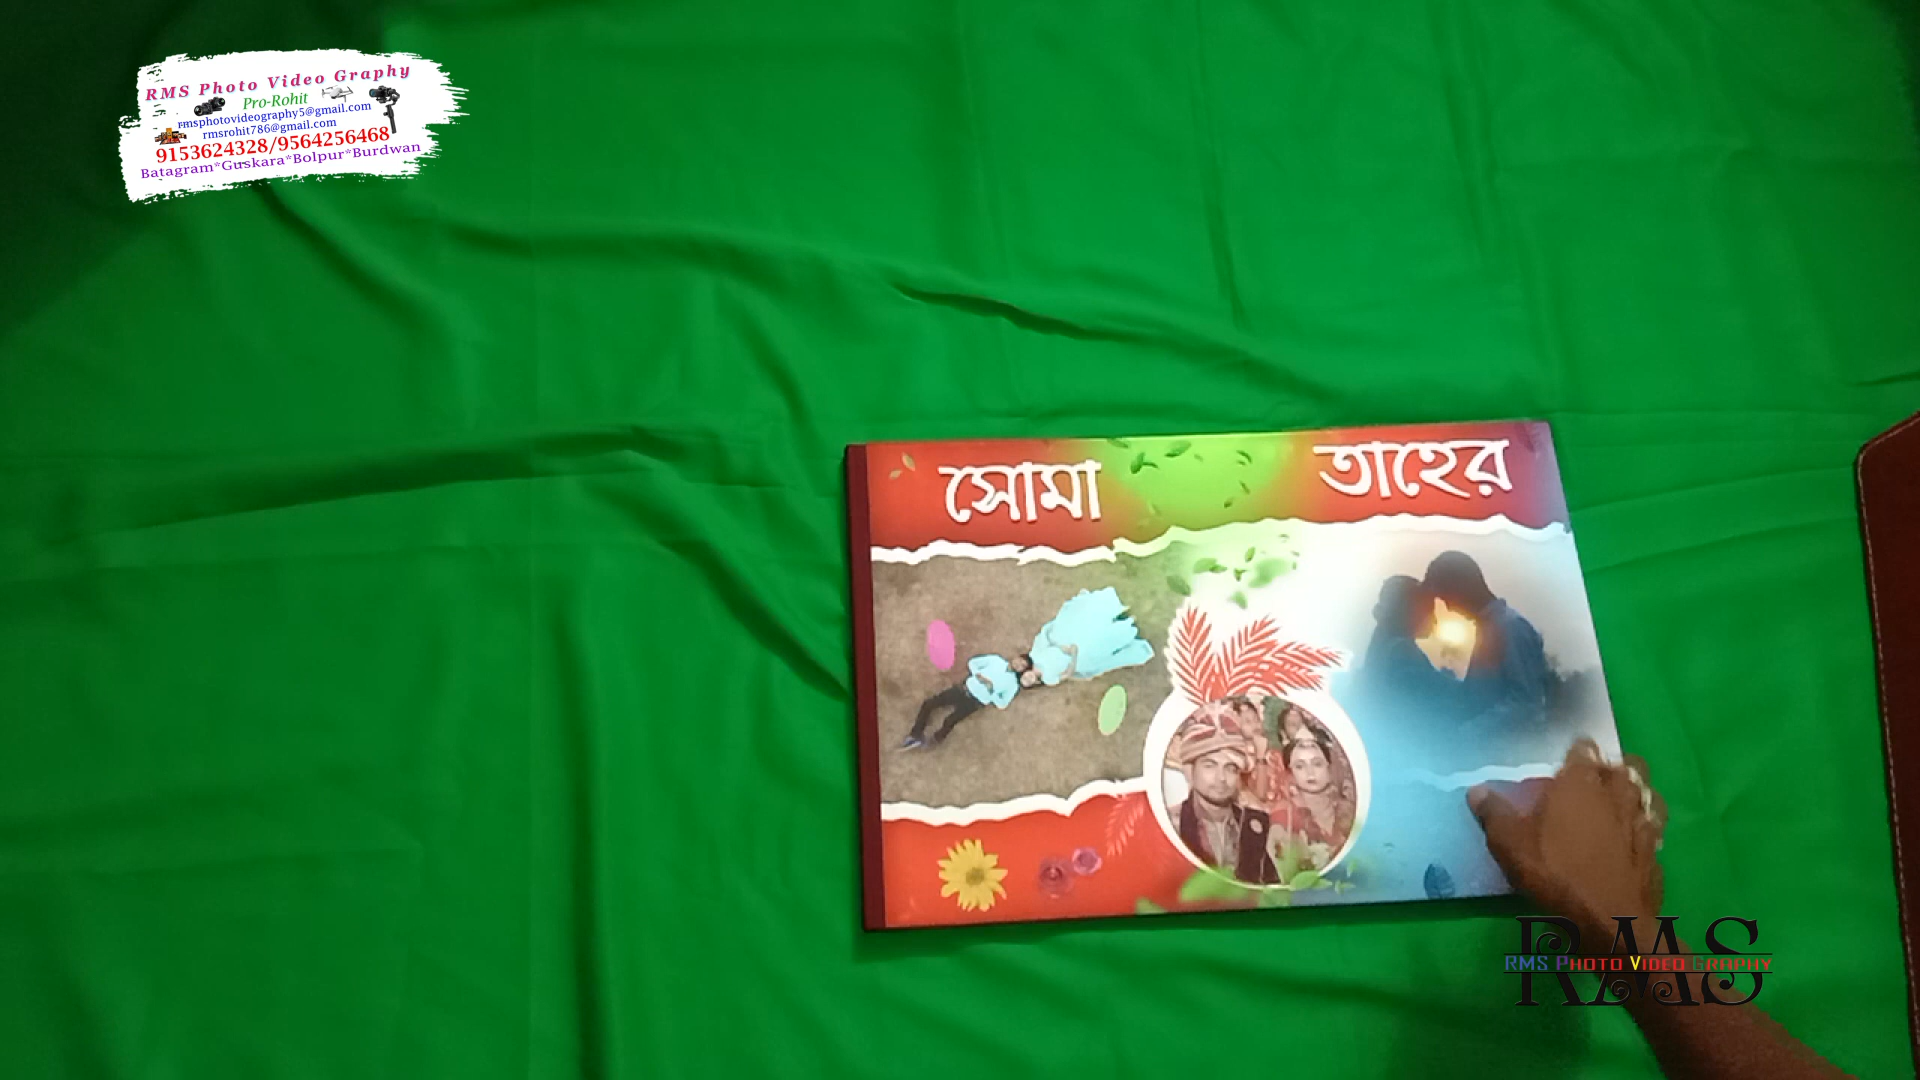 RMS Photo Video Graphy
Pro-Rohit
rmsphotovideography5@gmail.com
rmsrohit786@gmail.com
9153624328/9564256468
Batagram*Guskara*Bolpur*Burdwan
সোমা তাহের
RMS
RMS PHOTO VIDEO GRAPHY